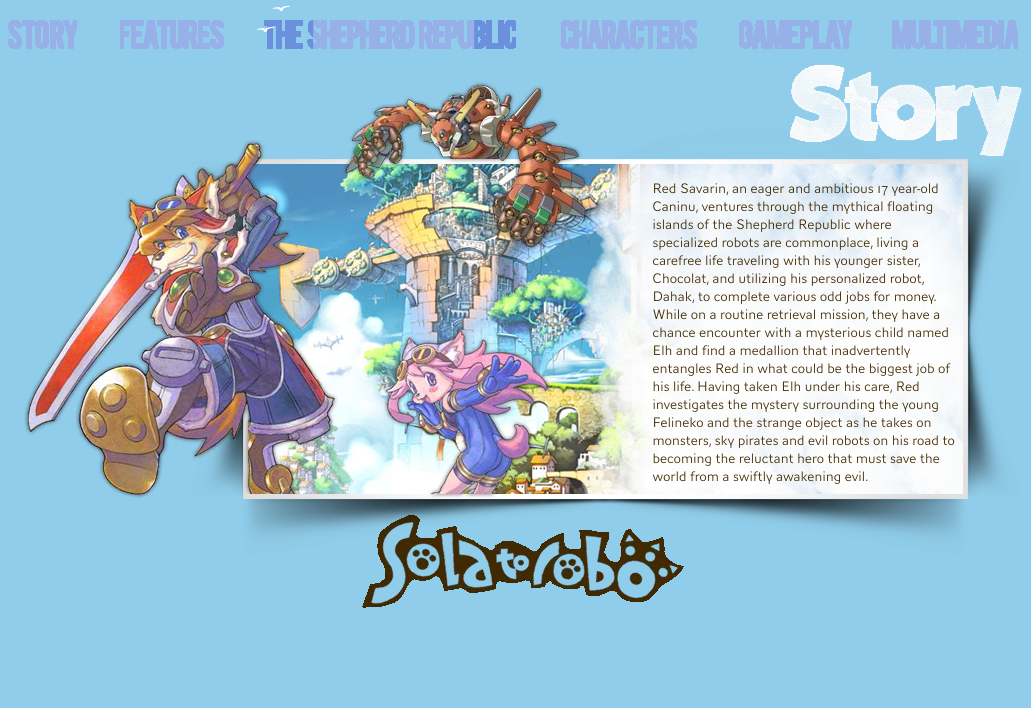 STORY FEATURES THE SHEPHERD REPUBLIC CHARACTERS GAMEPLAY MULTIMEDIA
Story
Red Savarin, an eager and ambitious 17 year-old
Caninu, ventures through the mythical floating
islands of the Shepherd Republic where
specialized robots are commonplace, living a
carefree life traveling with his younger sister,
Chocolat, and utilizing his personalized robot,
Dahak, to complete various odd jobs for money.
While on a routine retrieval mission, they have a
chance encounter with a mysterious child named
Elh and find a medallion that inadvertently
entangles Red in what could be the biggest job of
his life. Having taken Elh under his care, Red
investigates the mystery surrounding the young
Felineko and the strange object as he takes on
monsters, sky pirates and evil robots on his road to
becoming the reluctant hero that must save the
world from a swiftly awakening evil.
Solatorobo